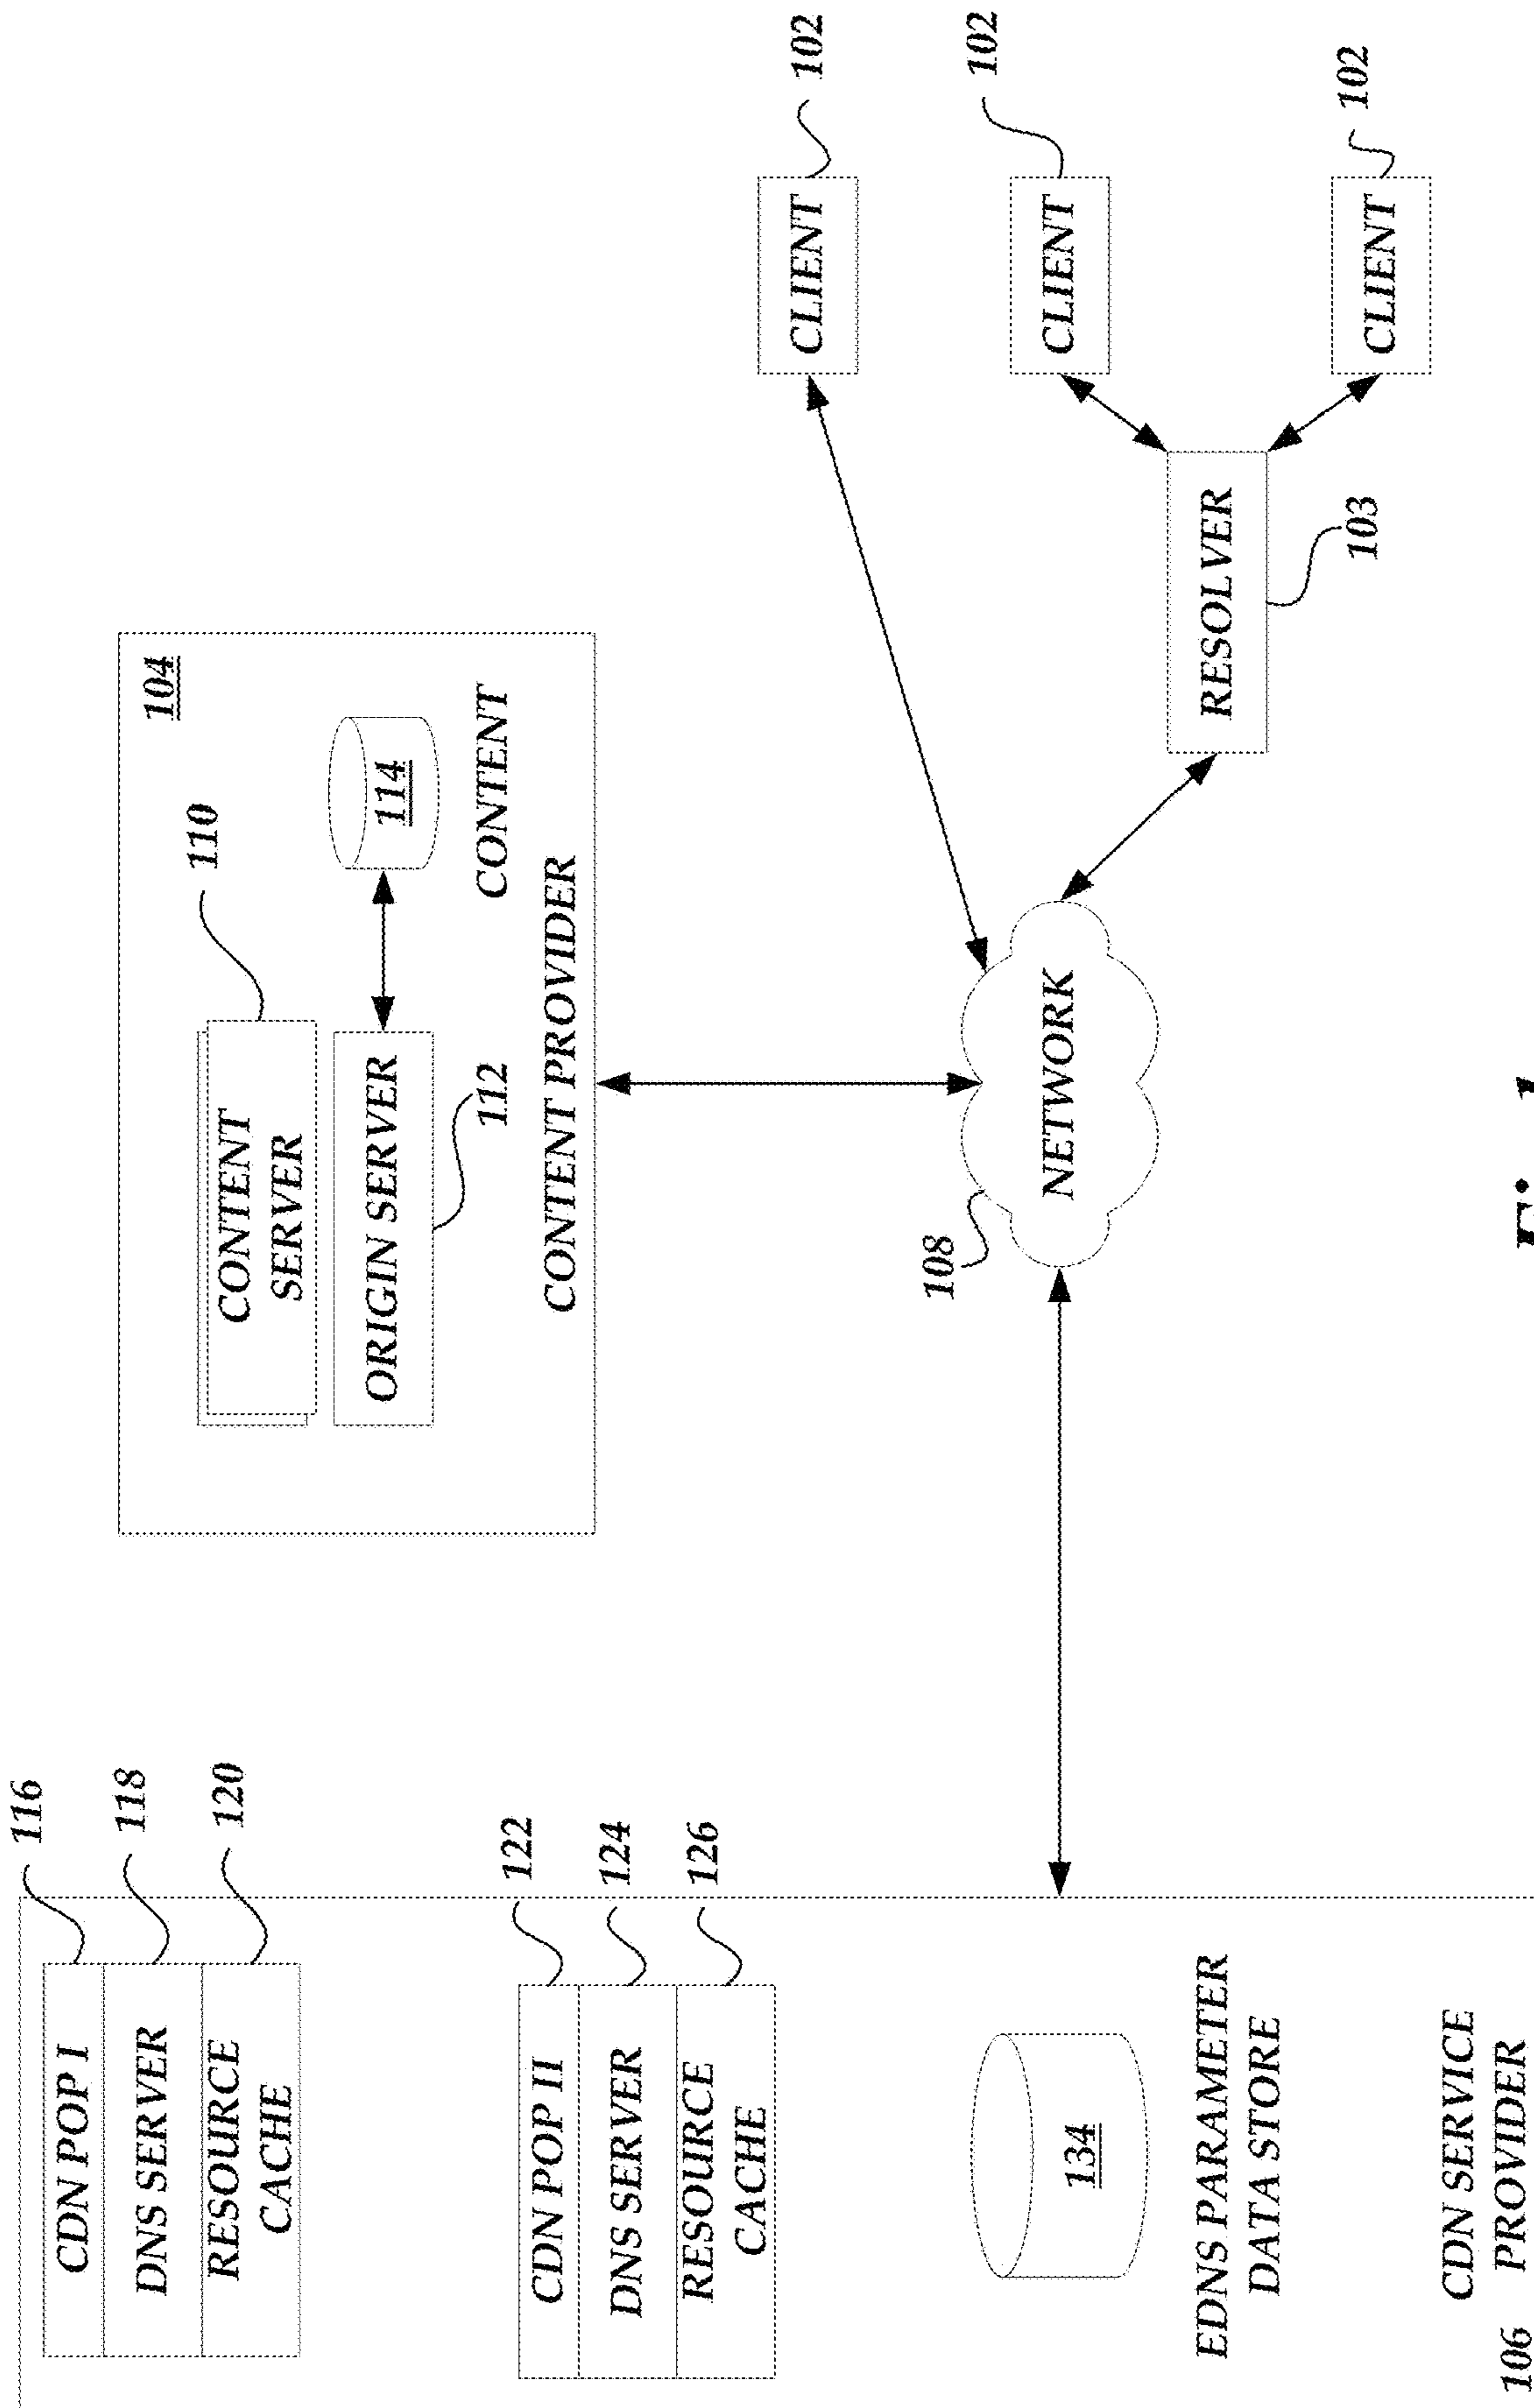 116
CDN POP I
118
DNS SERVER
120
RESOURCE
CACHE
122
CDN POP II
124
DNS SERVER
126
RESOURCE
CACHE
134
EDNS PARAMETER
DATA STORE
CDN SERVICE
PROVIDER
106
104
110
CONTENT
SERVER
ORIGIN SERVER
112
114
CONTENT
CONTENT PROVIDER
108
NETWORK
CLIENT
102
CLIENT
102
RESOLVER
103
CLIENT
102